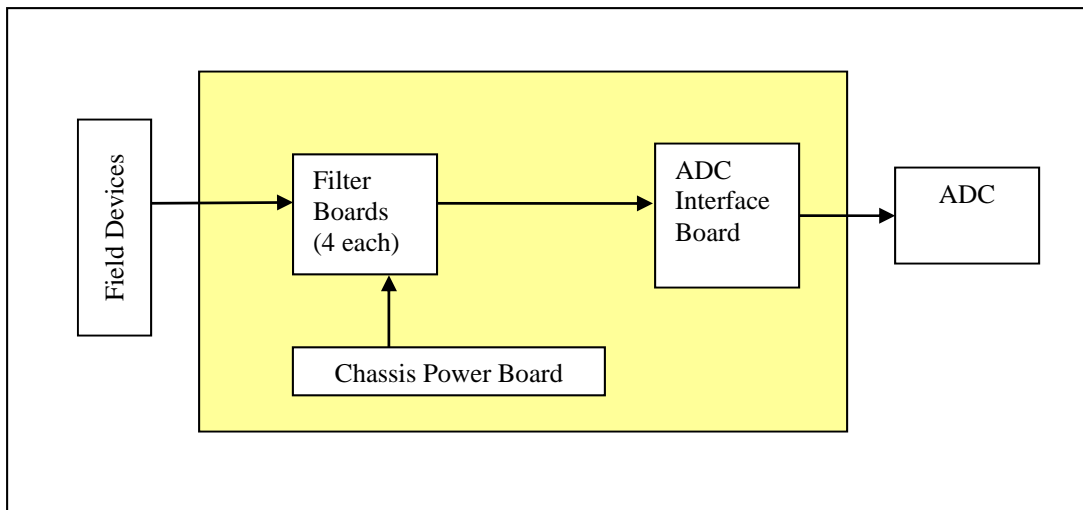 Field Devices
Filter
Boards
(4 each)
ADC
Interface
Board
ADC
Chassis Power Board